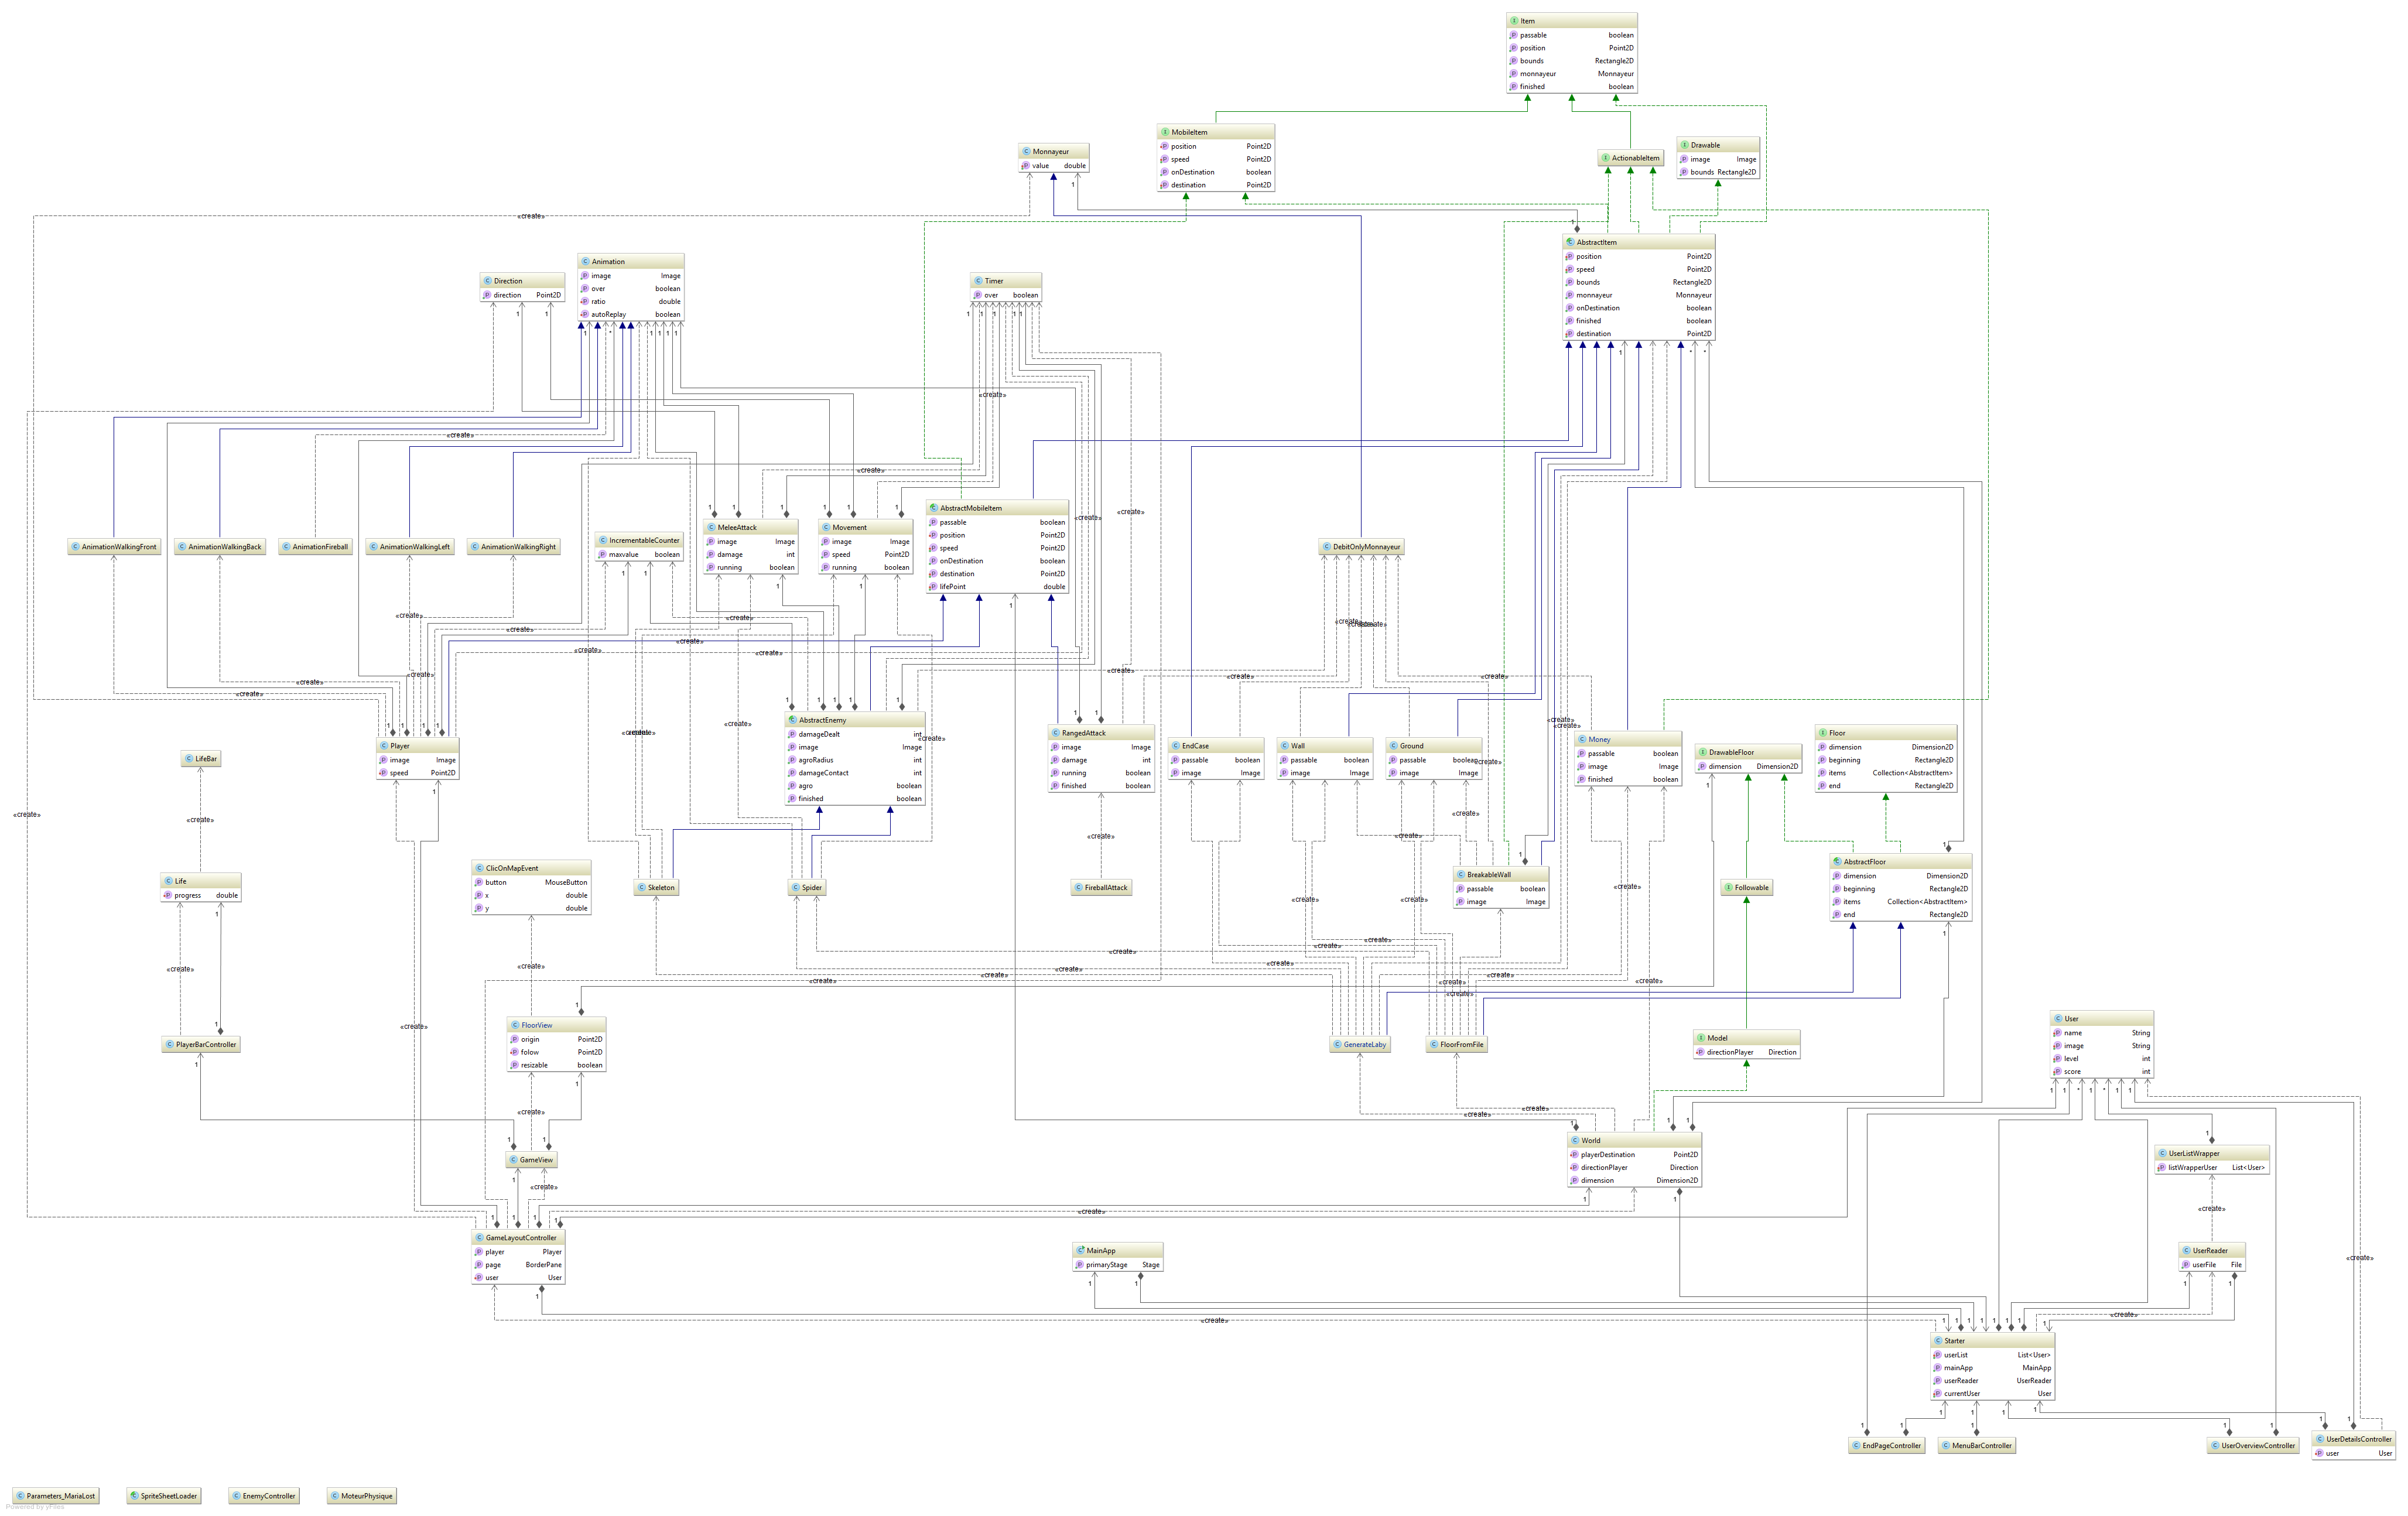 Item
passable boolean
position Point2D
bounds Rectangle2D
monnayeur Monnayeur
finished boolean
MobileItem
position Point2D
speed Point2D
onDestination boolean
destination Point2D
Monnayeur
value double
ActionableItem
Drawable
image Image
bounds Rectangle2D
«create»
AbstractItem
position Point2D
speed Point2D
bounds Rectangle2D
monnayeur Monnayeur
onDestination boolean
finished boolean
destination Point2D
Direction
direction Point2D
Animation
image Image
over boolean
ratio double
autoReplay boolean
Timer
over boolean
«create»
«create»
«create»
«create»
«create»
AnimationWalkingFront
AnimationWalkingBack
AnimationFireball
AnimationWalkingLeft
AnimationWalkingRight
IncrementableCounter
maxvalue boolean
MeleeAttack
image Image
damage int
running boolean
Movement
image Image
speed Point2D
running boolean
AbstractMobileItem
passable boolean
position Point2D
speed Point2D
onDestination boolean
destination Point2D
lifePoint double
DebitOnlyMonnayeur
«create»
«create»
«create»
«create»
«create»
«create»
«create»
«create»
«create»
«create»
«create»
Player
image Image
speed Point2D
AbstractEnemy
damageDealt int
image Image
agroRadius int
damageContact int
agro boolean
finished boolean
RangedAttack
image Image
damage int
running boolean
finished boolean
EndCase
passable boolean
image Image
Wall
passable boolean
image Image
Ground
passable boolean
image Image
Money
passable boolean
image Image
finished boolean
DrawableFloor
dimension Dimension2D
Floor
dimension Dimension2D
beginning Rectangle2D
items Collection<AbstractItem>
end Rectangle2D
LifeBar
«create»
«create»
Life
progress double
ClicOnMapEvent
button MouseButton
x double
y double
Skeleton
Spider
FireballAttack
«create»
BreakableWall
passable boolean
image Image
Followable
AbstractFloor
dimension Dimension2D
beginning Rectangle2D
items Collection<AbstractItem>
end Rectangle2D
«create»
«create»
«create»
«create»
«create»
«create»
PlayerBarController
FloorView
origin Point2D
folow Point2D
resizable boolean
GenerateLaby
FloorFromFile
Model
directionPlayer Direction
User
name String
image String
level int
score int
«create»
«create»
GameView
«create»
World
playerDestination Point2D
directionPlayer Direction
dimension Dimension2D
UserListWrapper
listWrapperUser List<User>
«create»
«create»
GameLayoutController
player Player
page BorderPane
user User
MainApp
primaryStage Stage
UserReader
userFile File
«create»
«create»
«create»
Starter
userList List<User>
mainApp MainApp
userReader UserReader
currentUser User
EndPageController
MenuBarController
UserOverviewController
UserDetailsController
user User
Parameters_MariaLost
SpriteSheetLoader
EnemyController
MoteurPhysique
Powered by yFiles